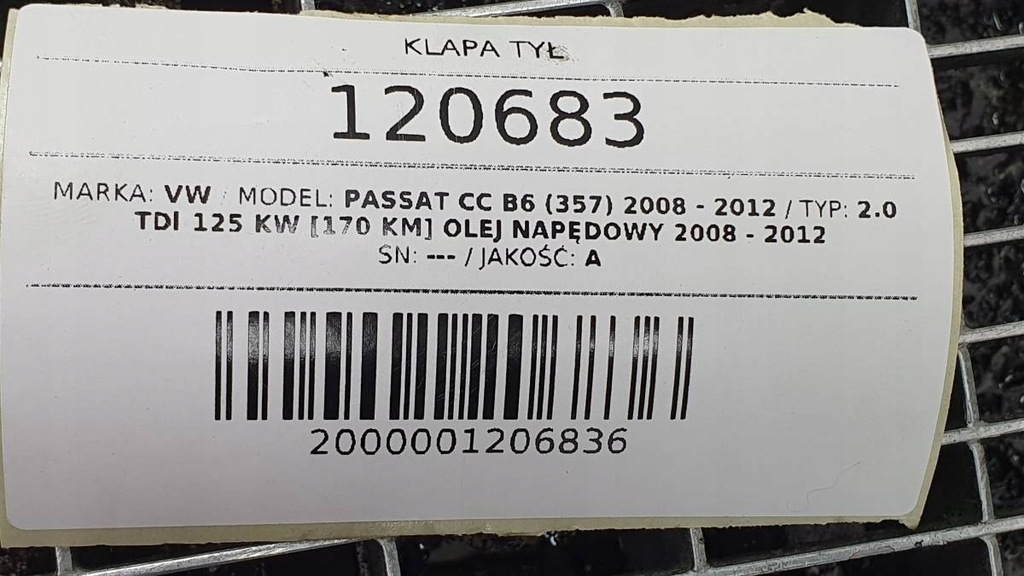 KLAPA TYŁ
120683
MARKA: VW / MODEL: PASSAT CC B6 (357) 2008 - 2012 / TYP: 2.0
TDI 125 KW [170 KM] OLEJ NAPĘDOWY 2008 - 2012
SN: --- / JAKOŚĆ: A
2000001206836